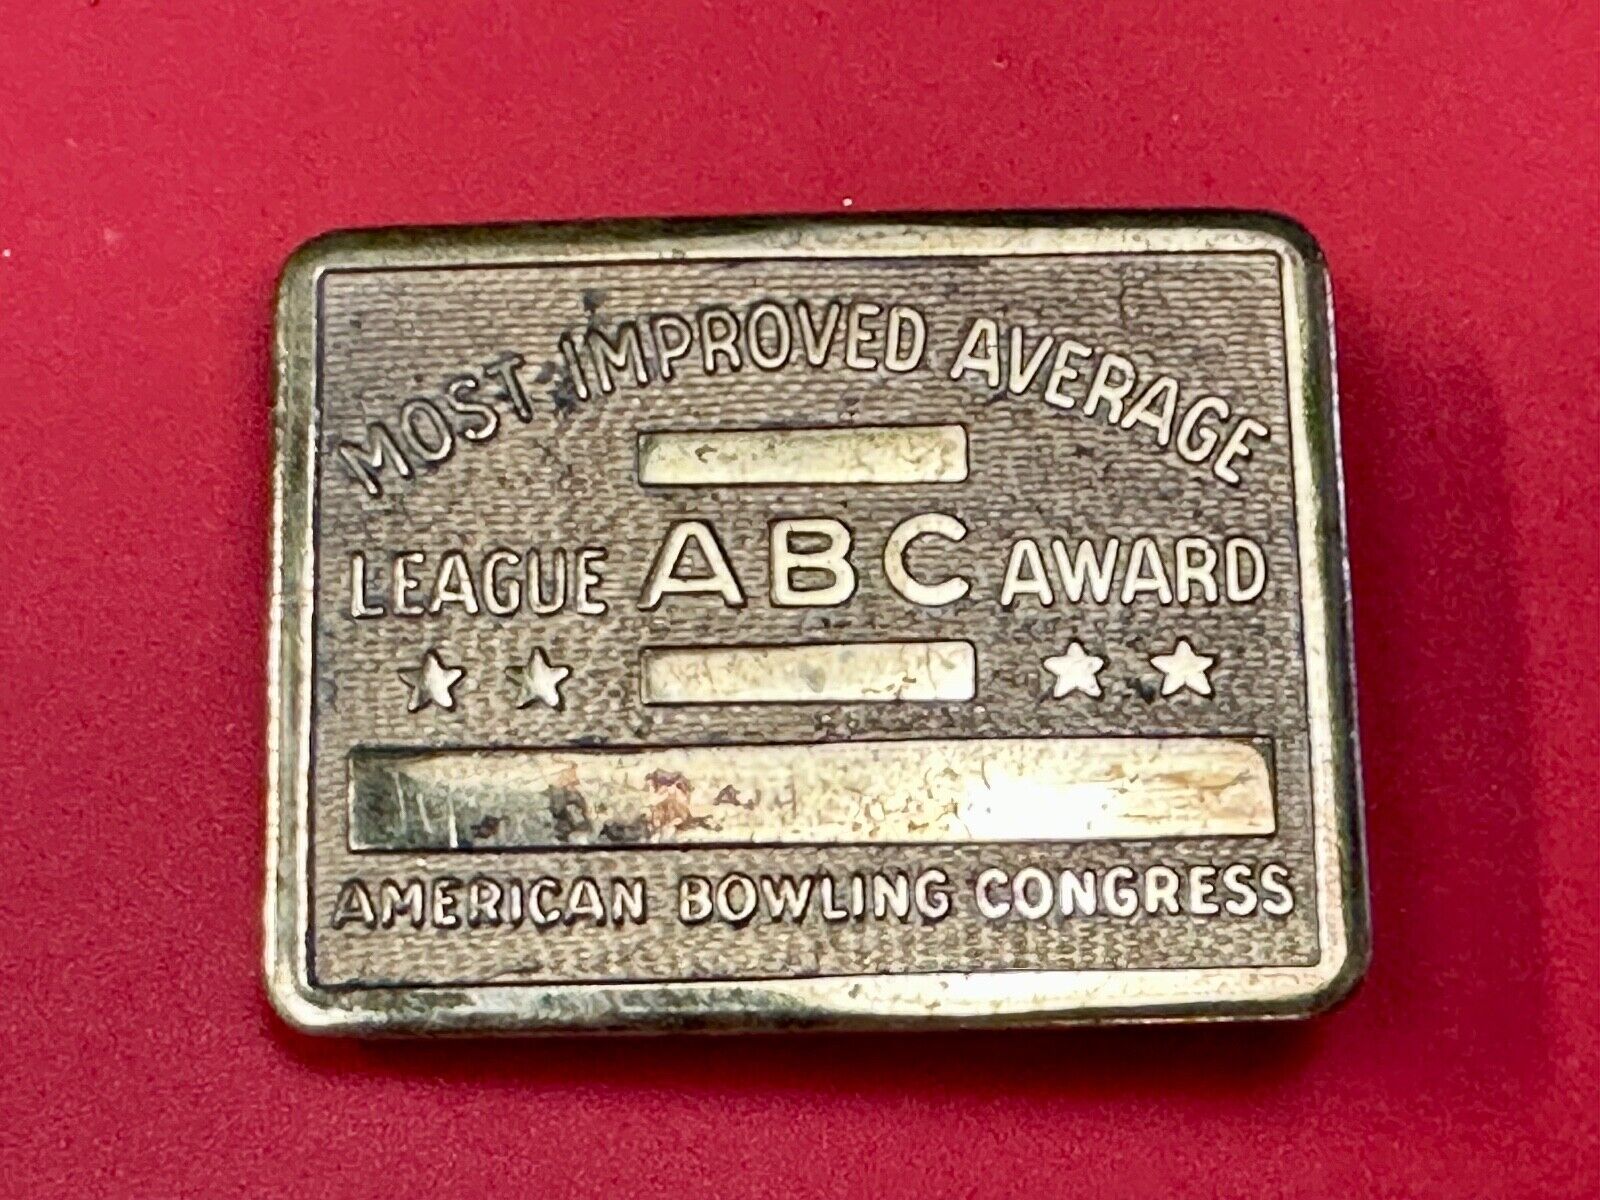 MOST IMPROVED AVERAGE
LEAGUE ABC AWARD
AMERICAN BOWLING CONGRESS